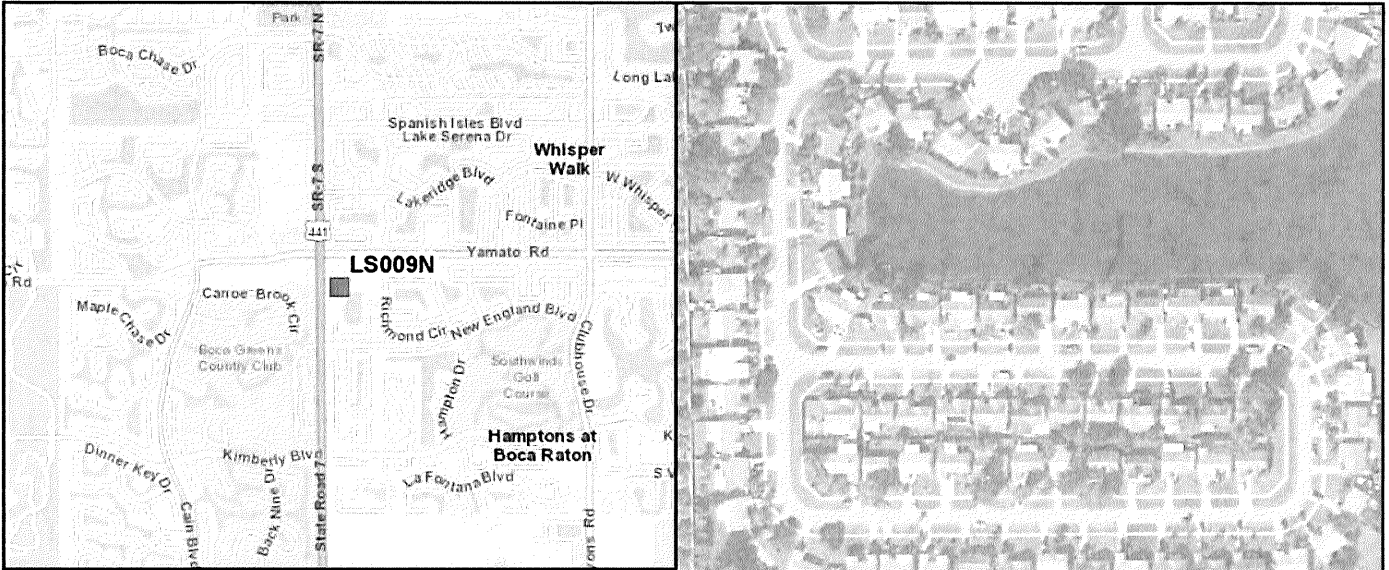 Park
SR-7 N
Boca Chase Dr
Long
Spanish Isles Blvd
Lake Serena Dr
Whisper
Walk
W Whisper
SR-7 S
Lakeridge Blvd
Fontaine Pl
441
Yamato Rd
LS009N
Rd
Canoe Brook Cir
Maple Chase Dr
Richmond Cir
New England Blvd
Clubhouse Dr
Boca Greens
Country Club
Southwinds
Golf
Course
Hampton Dr
Hamptons at
Boca Raton
Kimberly Blvd
Dinner Key Dr
La Fontana Blvd
Back Nine Dr
State Road 7
Cain Blvd
Rd